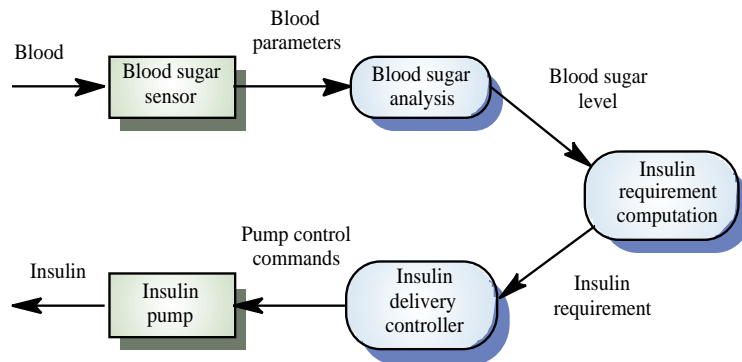 Blood
parameters
Blood
Blood sugar
sensor
Blood sugar
analysis
Blood sugar
level
Insulin
requirement
computation
Pump control
commands
Insulin
Insulin
pump
Insulin
delivery
controller
Insulin
requirement